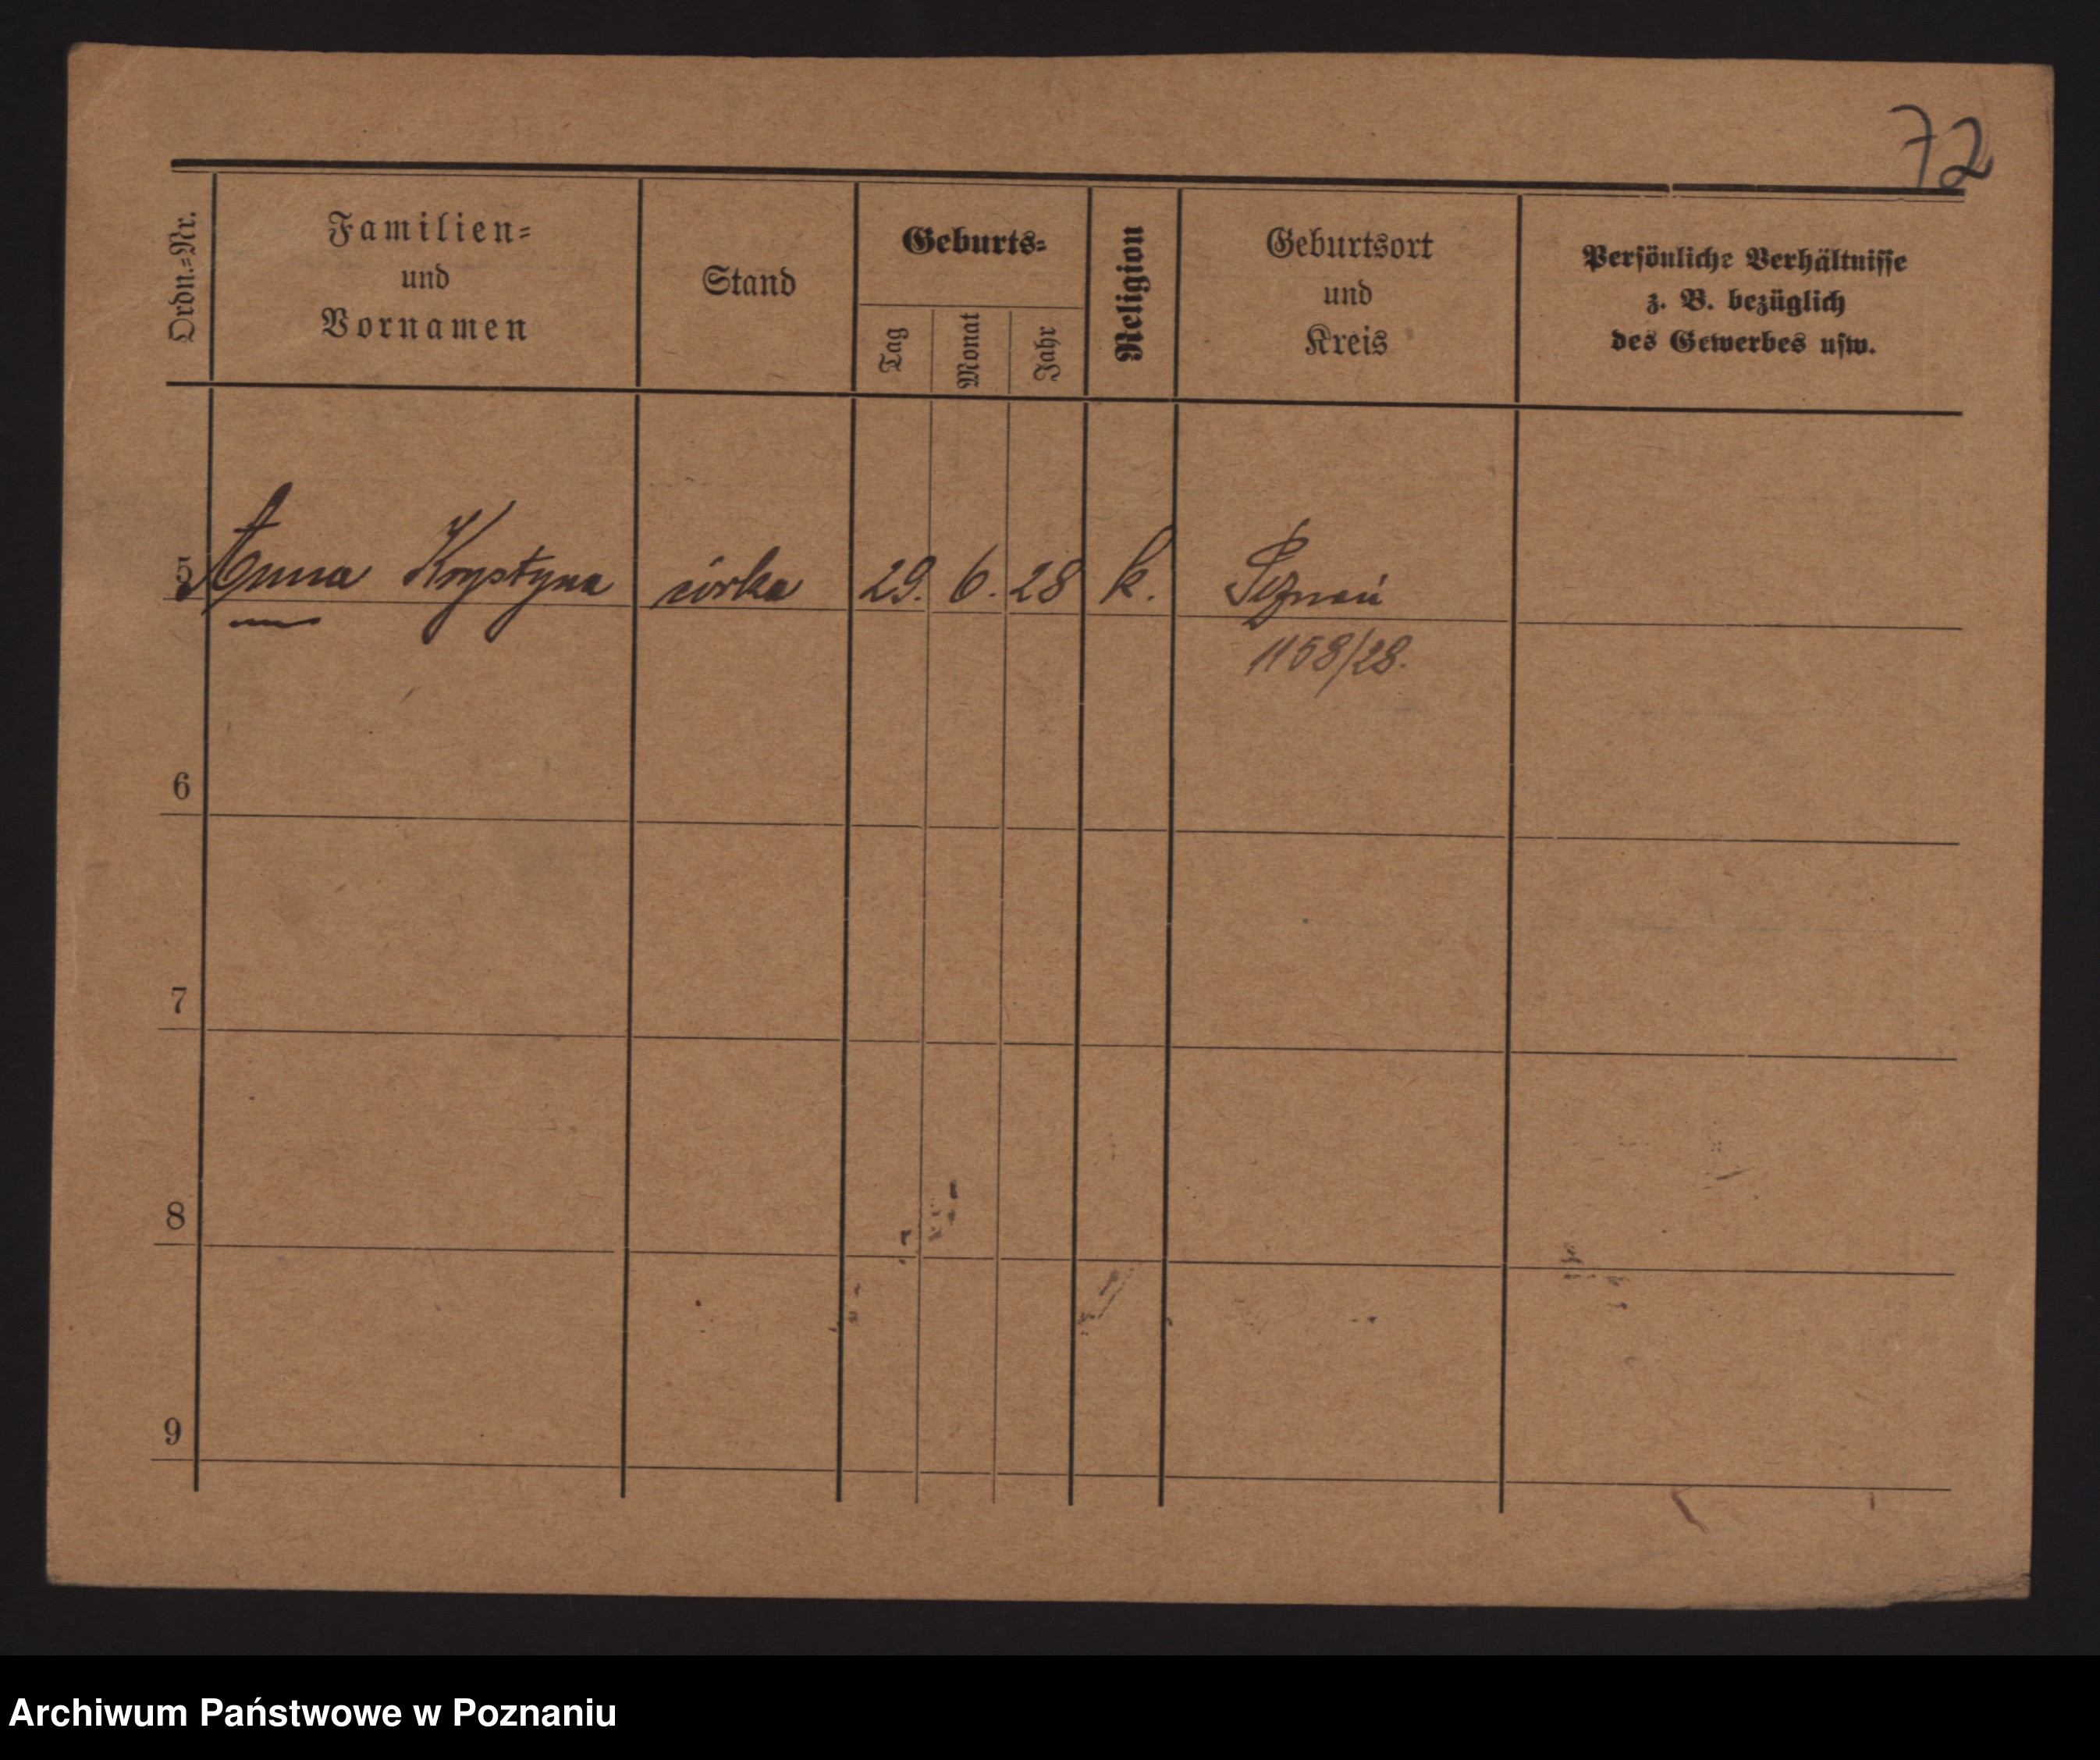 72
Ordn.=Nr.
Familien=
und
Vornamen
Stand
Geburts=
Tag
Monat
Jahr
Religion
Geburtsort
und
Kreis
Persönliche Verhältnisse
z. B. bezüglich
des Gewerbes usw.
5 Anna Krystyna córka 29. 6. 28 k. Poznań
1158/28.
6
7
8
9
Archiwum Państwowe w Poznaniu